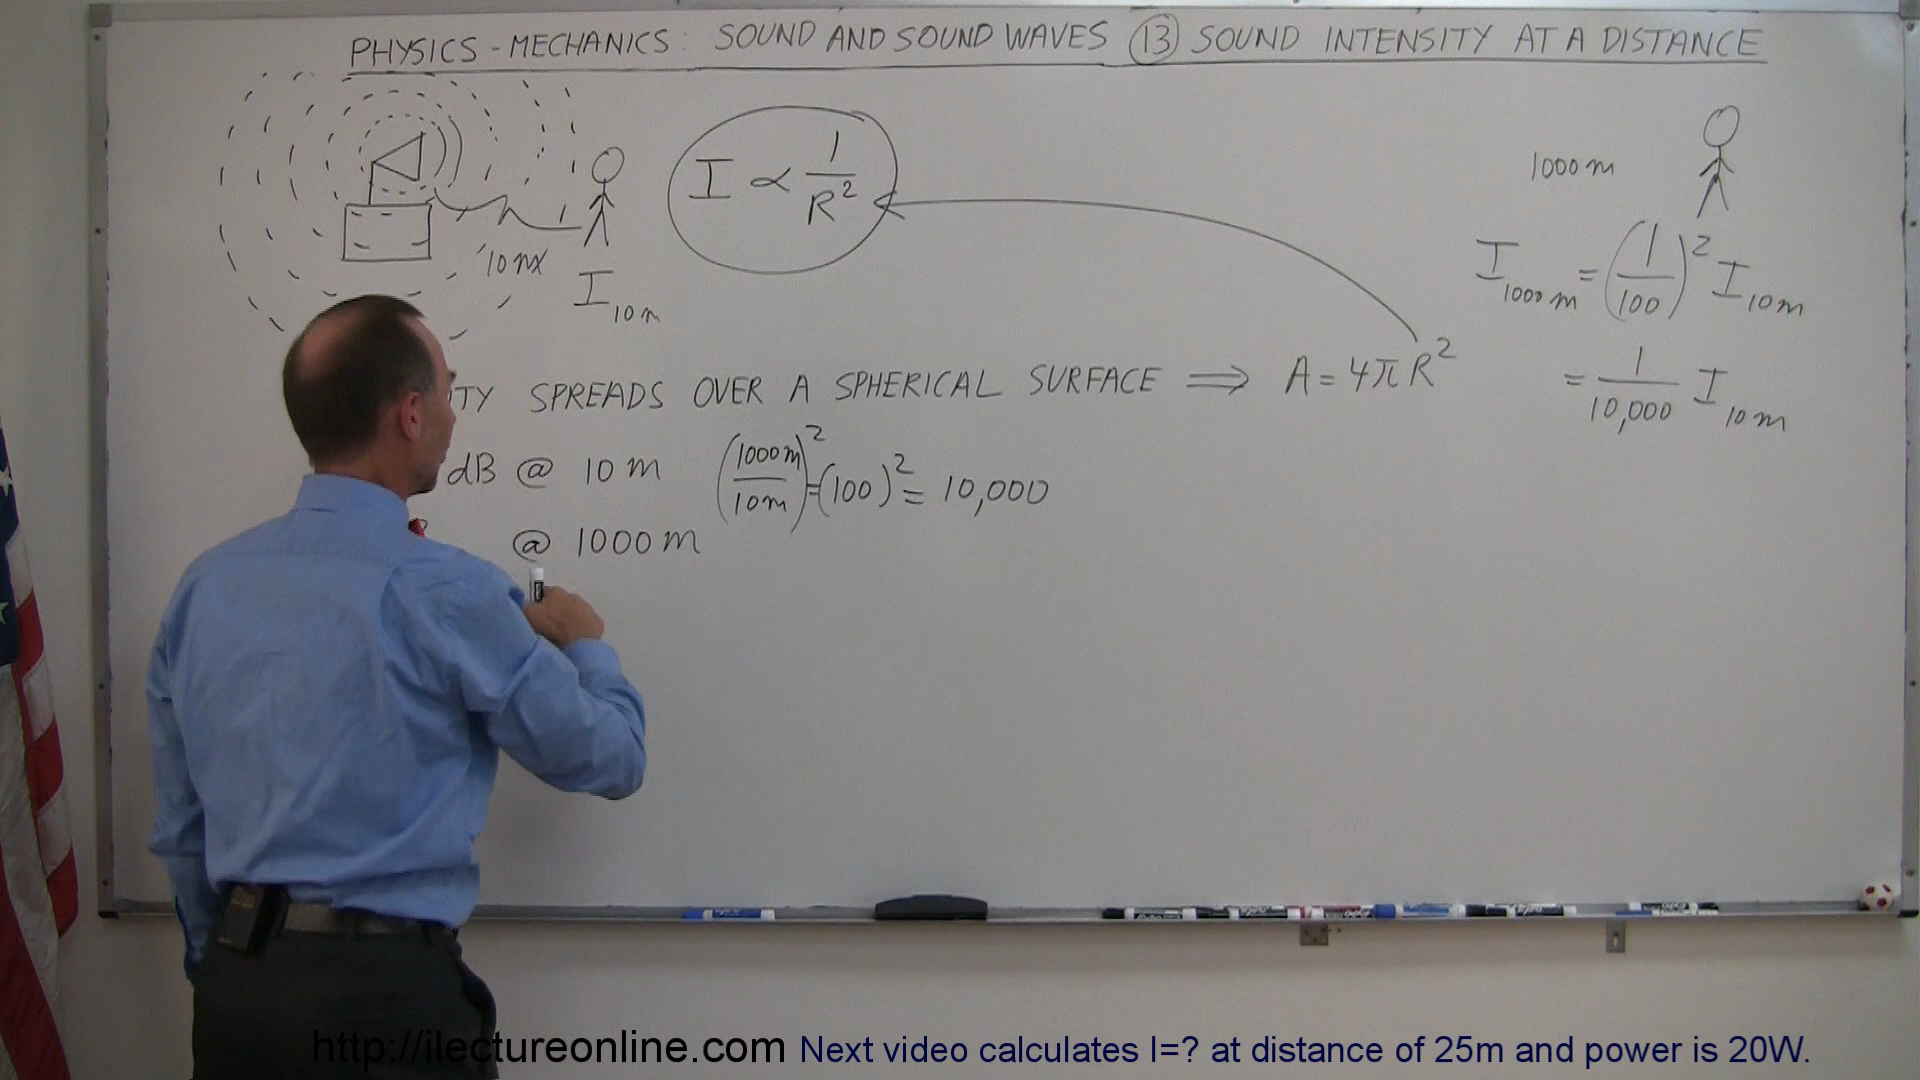 PHYSICS - MECHANICS: SOUND AND SOUND WAVES 13 SOUND INTENSITY AT A DISTANCE
I ∝ 1/R²
10 m
I 10m
1000 m
I 1000 m = (1/100)² I 10m
= 1/10,000 I 10m
ITY SPREADS OVER A SPHERICAL SURFACE ⟹ A = 4πR²
dB @ 10 m (1000m/10m)² = (100)² = 10,000
@ 1000 m
http://ilectureonline.com Next video calculates I=? at distance of 25m and power is 20W.